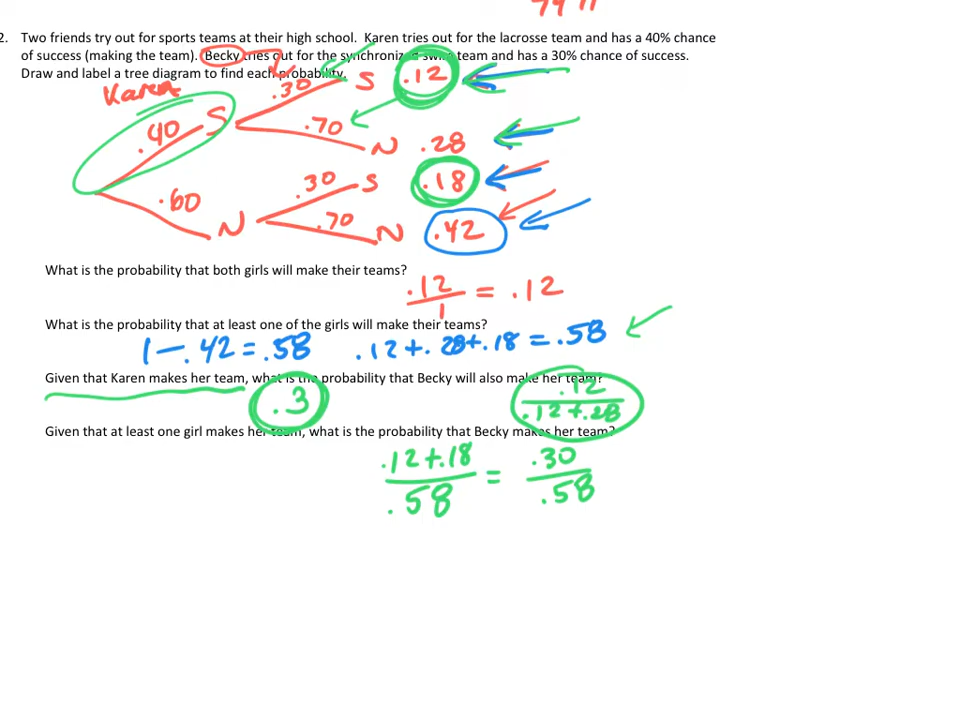 2. Two friends try out for sports teams at their high school. Karen tries out for the lacrosse team and has a 40% chance
of success (making the team). Becky tries out for the synchronized swim team and has a 30% chance of success.
Draw and label a tree diagram to find each probability.
Karen
.40 S .30 S .12
.70 N .28
.60 N .30 S .18
.70 N .42
What is the probability that both girls will make their teams?
.12/1 = .12
What is the probability that at least one of the girls will make their teams?
1 - .42 = .58 .12 + .28 + .18 = .58
Given that Karen makes her team, what is the probability that Becky will also make her team?
.3 .12/.12 + .28
Given that at least one girl makes her team, what is the probability that Becky makes her team?
.12 + .18/.58 = .30/.58